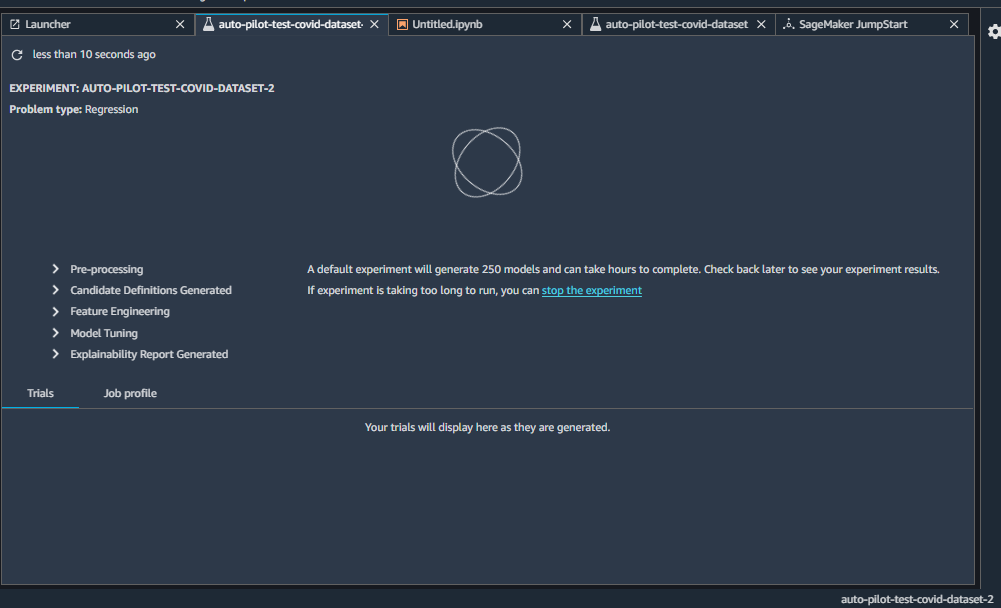 Launcher
auto-pilot-test-covid-dataset-
Untitled.ipynb
auto-pilot-test-covid-dataset
SageMaker JumpStart
less than 10 seconds ago
EXPERIMENT: AUTO-PILOT-TEST-COVID-DATASET-2
Problem type: Regression
Pre-processing
Candidate Definitions Generated
Feature Engineering
Model Tuning
Explainability Report Generated
A default experiment will generate 250 models and can take hours to complete. Check back later to see your experiment results.
If experiment is taking too long to run, you can stop the experiment
Trials
Job profile
Your trials will display here as they are generated.
auto-pilot-test-covid-dataset-2